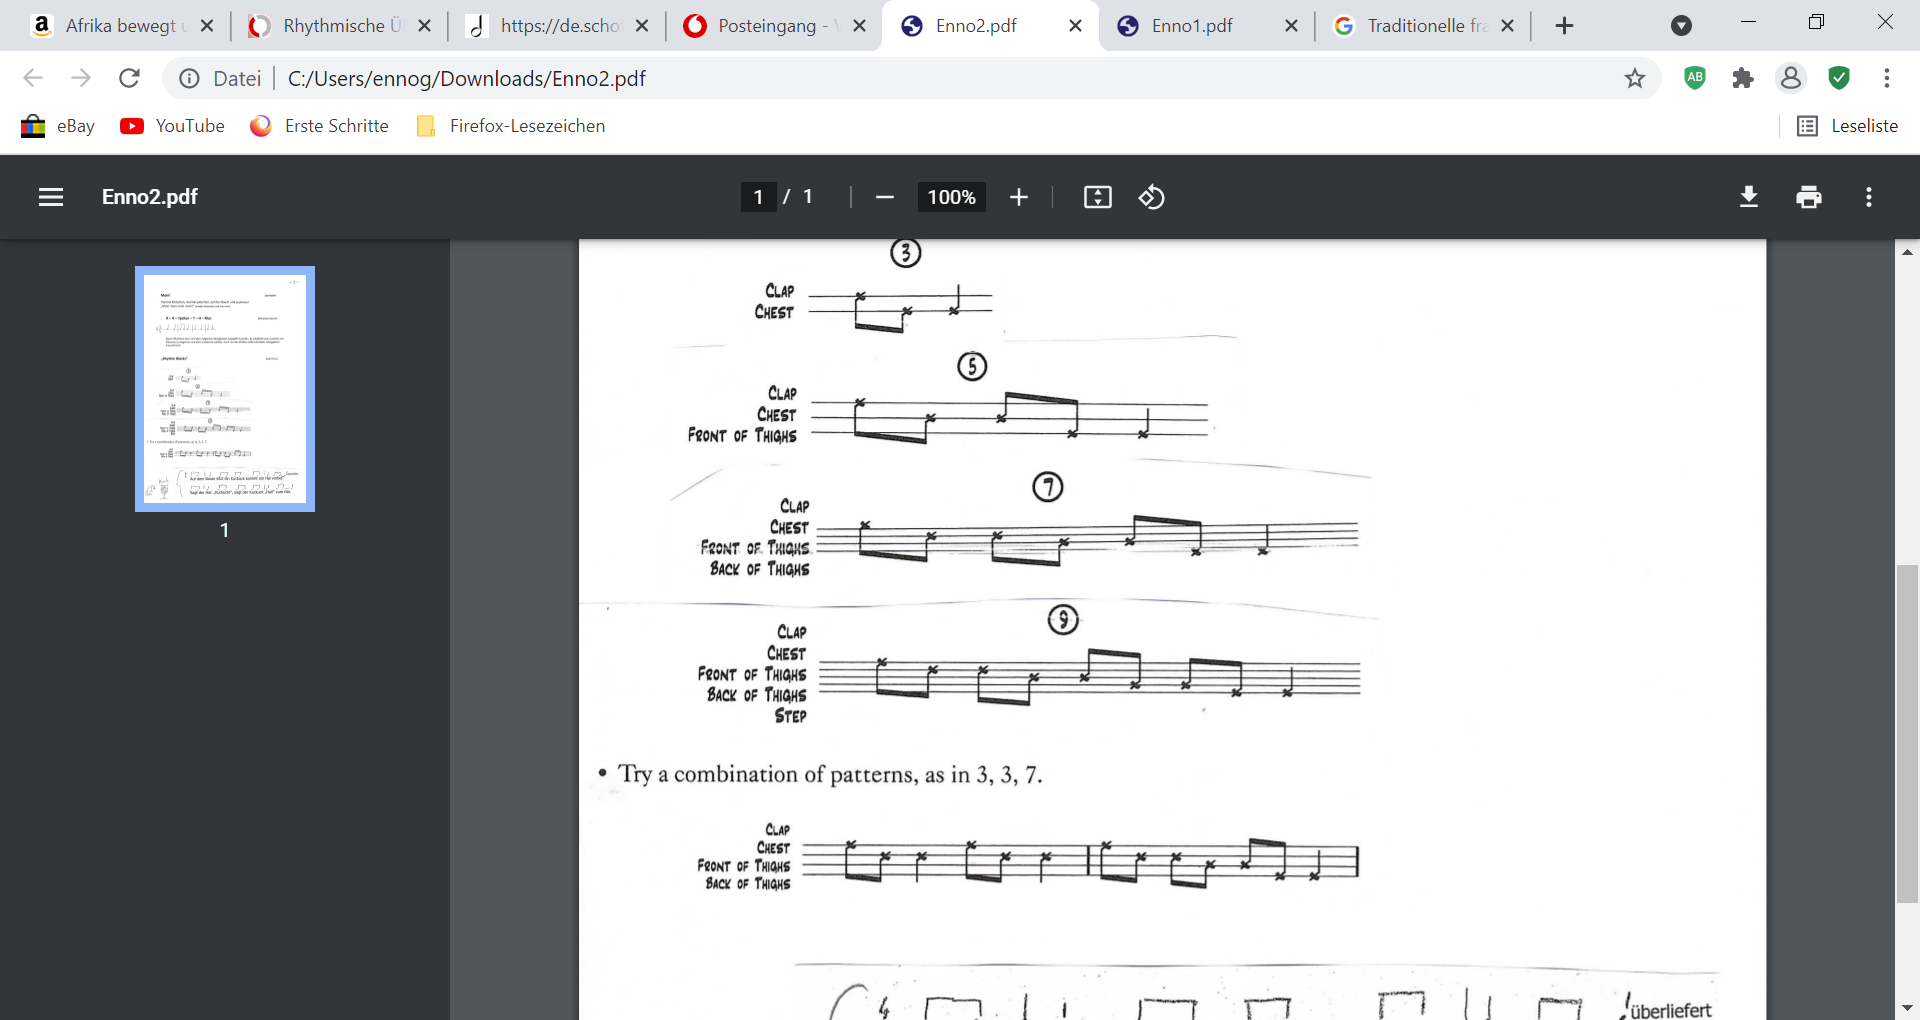 Afrika bewegt u
Rhythmische Ü
https://de.scho
Posteingang - V
Enno2.pdf
Enno1.pdf
Traditionelle fra
Datei
C:/Users/ennog/Downloads/Enno2.pdf
AB
eBay
YouTube
Erste Schritte
Firefox-Lesezeichen
Leseliste
Enno2.pdf
1 / 1
100%
1
3
CLAP
CHEST
5
CLAP
CHEST
FRONT OF THIGHS
7
CLAP
CHEST
FRONT OF THIGHS
BACK OF THIGHS
9
CLAP
CHEST
FRONT OF THIGHS
BACK OF THIGHS
STEP
• Try a combination of patterns, as in 3, 3, 7.
CLAP
CHEST
FRONT OF THIGHS
BACK OF THIGHS
überliefert